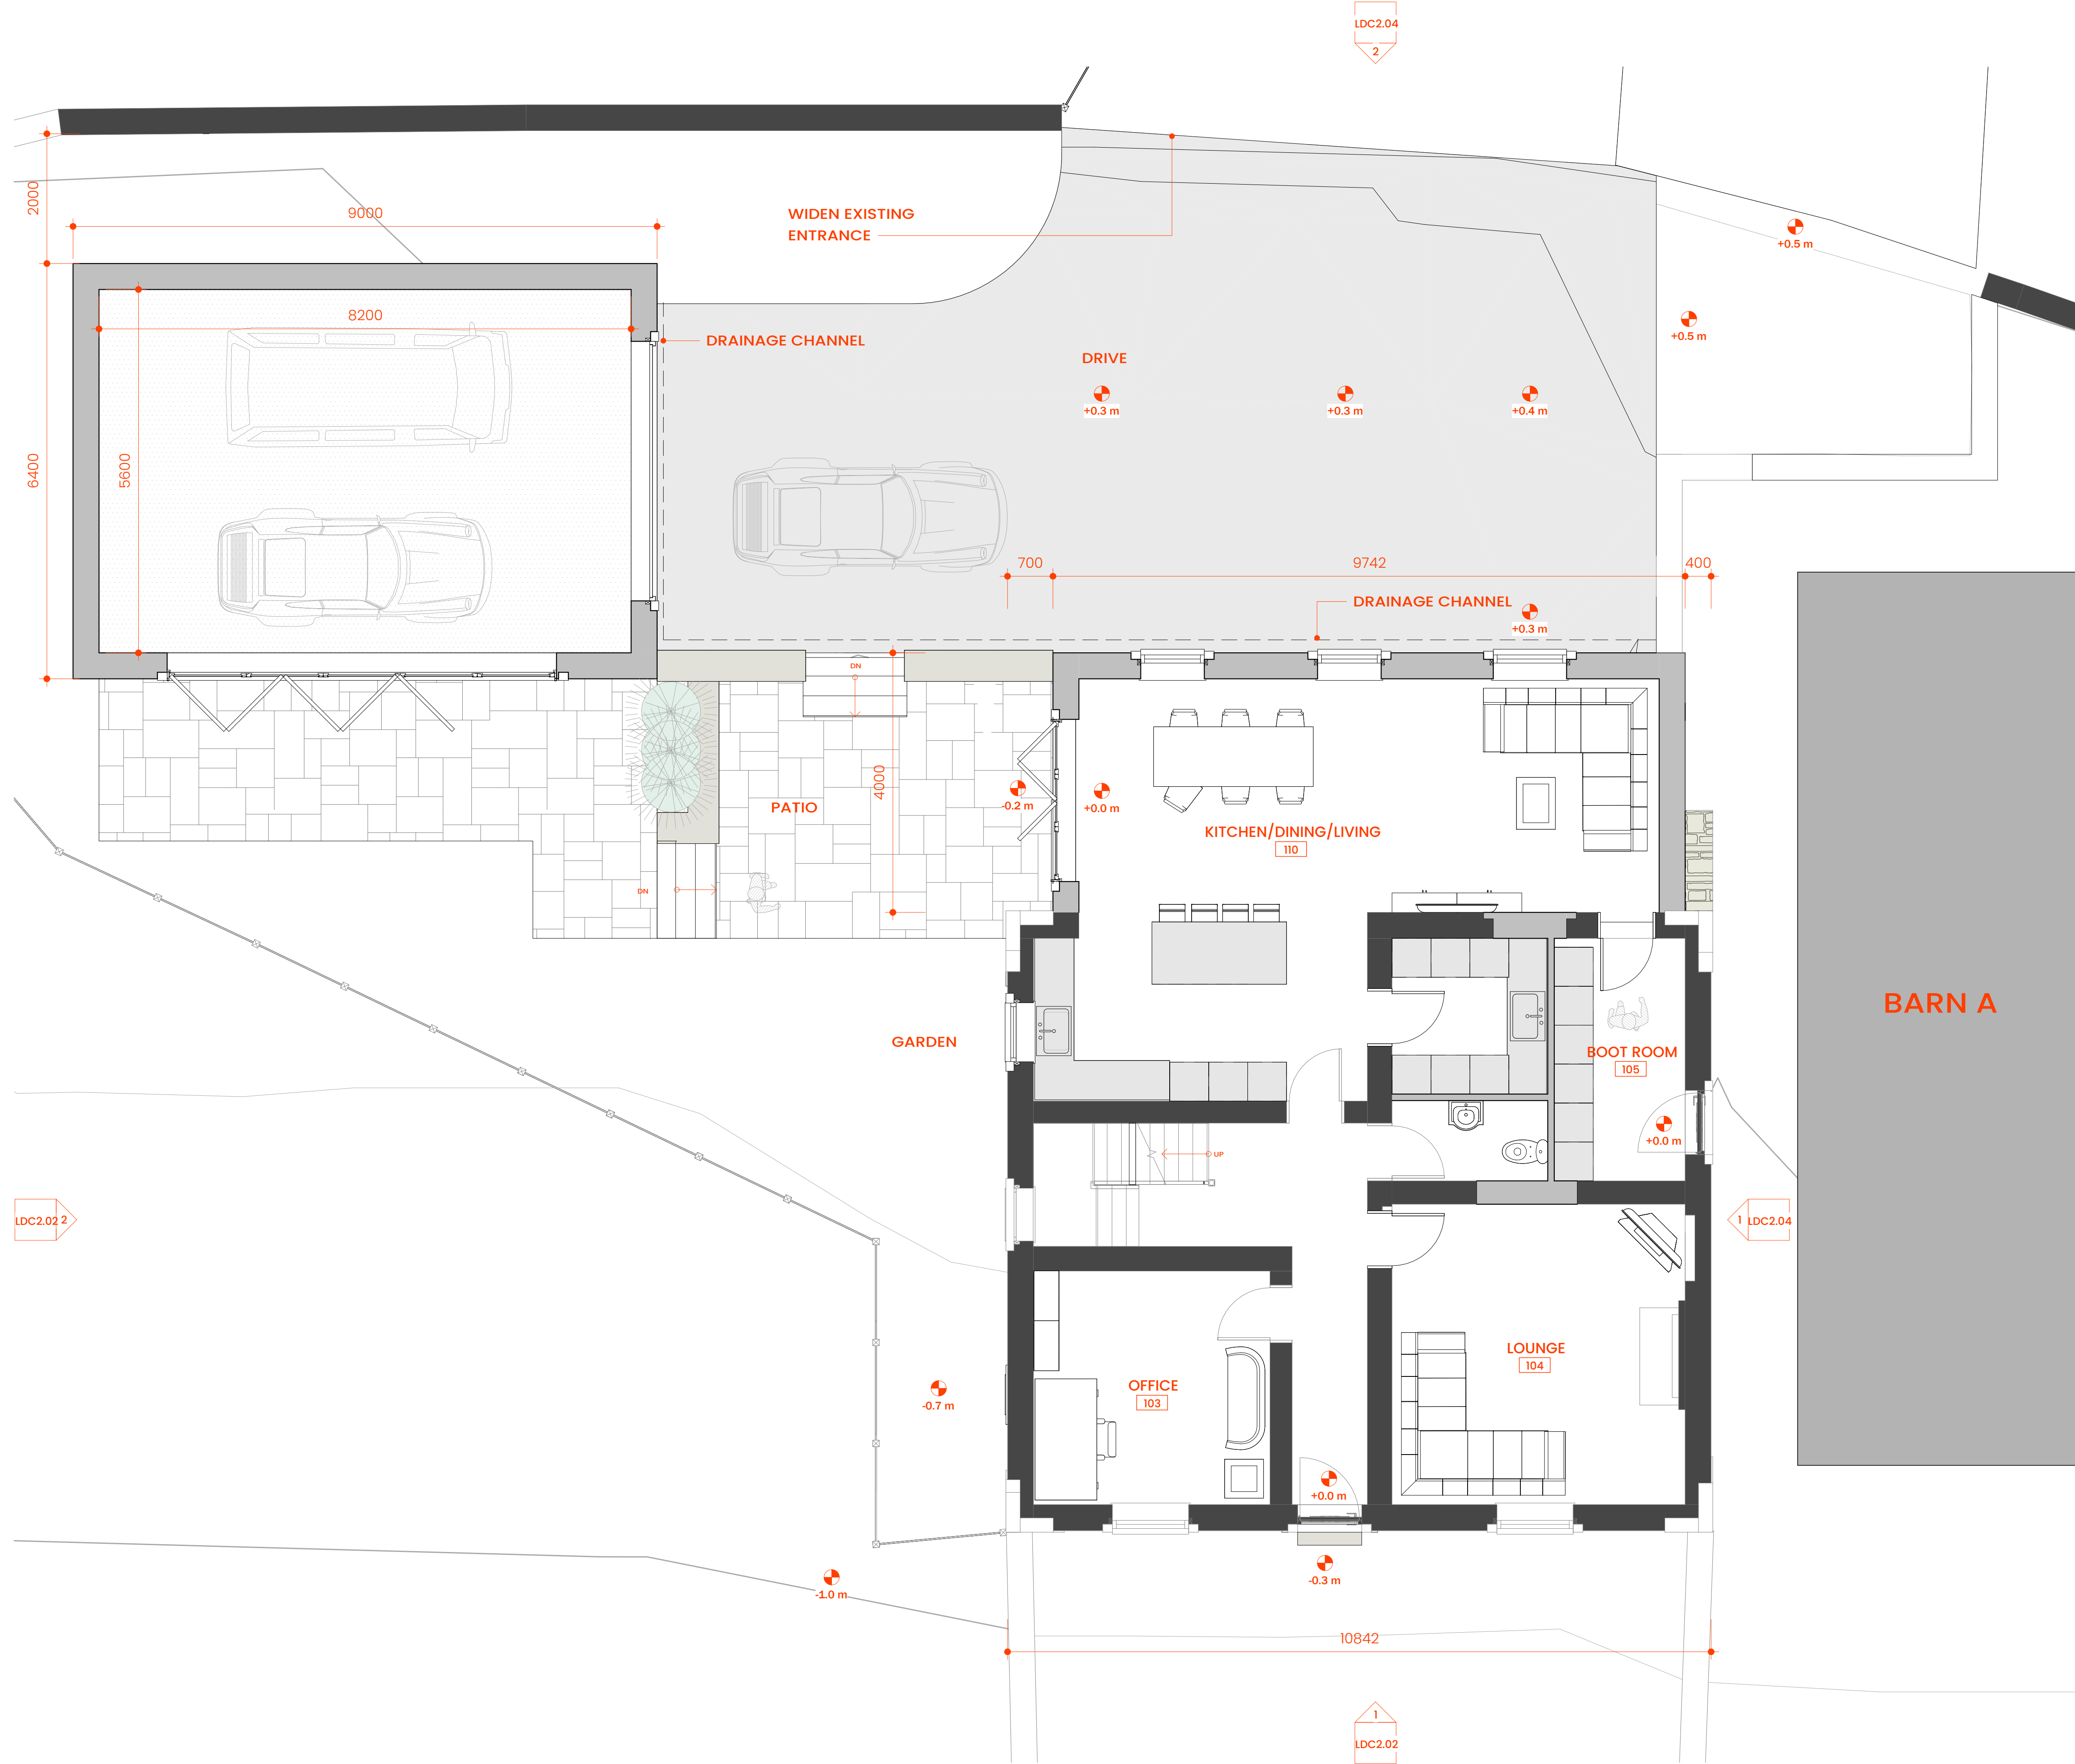 LDC2.04
2
2000
9000
WIDEN EXISTING
ENTRANCE
+0.5 m
8200
DRAINAGE CHANNEL
+0.5 m
DRIVE
+0.3 m
+0.3 m
+0.4 m
6400
5600
700
9742
400
DRAINAGE CHANNEL
+0.3 m
DN
4000
PATIO
-0.2 m
+0.0 m
KITCHEN/DINING/LIVING
110
DN
BARN A
GARDEN
BOOT ROOM
105
+0.0 m
UP
LDC2.02 2
1 LDC2.04
LOUNGE
104
OFFICE
103
-0.7 m
+0.0 m
-0.3 m
-1.0 m
10842
1
LDC2.02